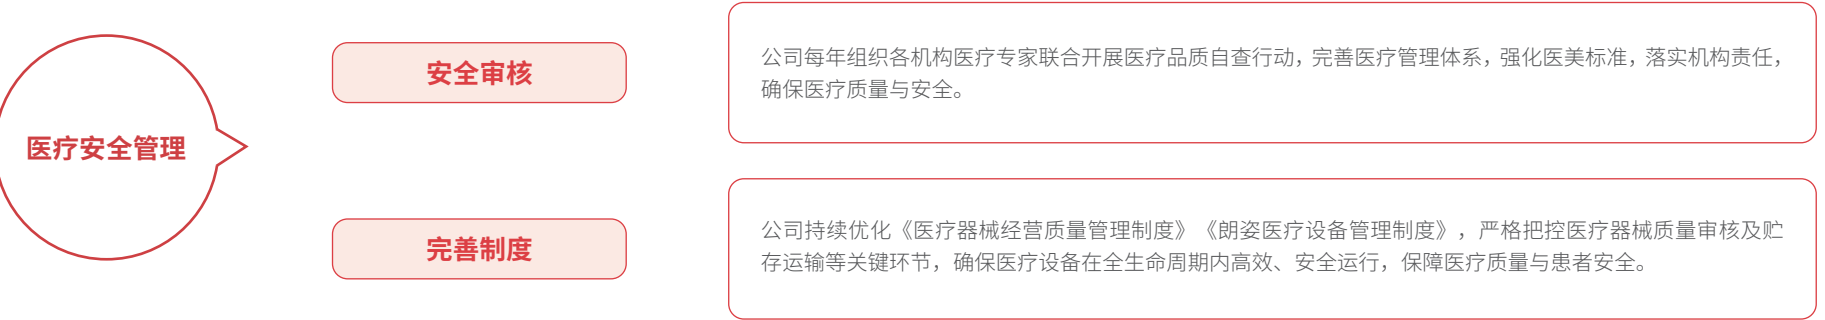 医疗安全管理
安全审核
公司每年组织各机构医疗专家联合开展医疗品质自查行动，完善医疗管理体系，强化医美标准，落实机构责任，
确保医疗质量与安全。
完善制度
公司持续优化《医疗器械经营质量管理制度》《朗姿医疗设备管理制度》，严格把控医疗器械质量审核及贮
存运输等关键环节，确保医疗设备在全生命周期内高效、安全运行，保障医疗质量与患者安全。